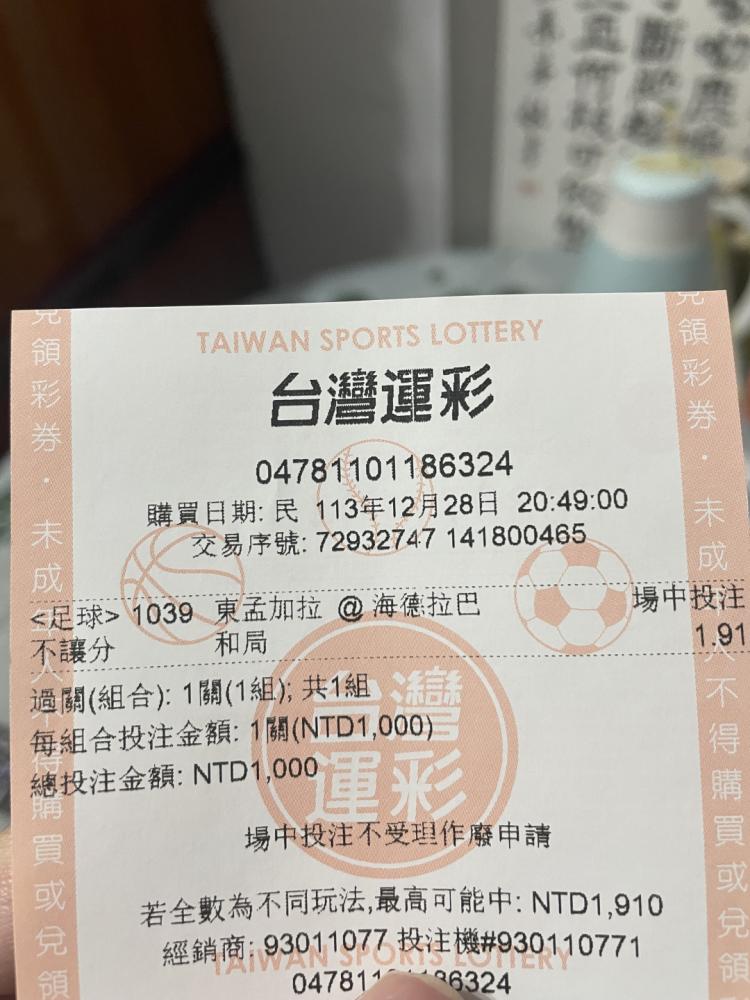 TAIWAN SPORTS LOTTERY
台灣運彩
04781101186324
購買日期: 民 113年12月28日 20:49:00
交易序號: 72932747 141800465
<足球> 1039 東孟加拉 @ 海德拉巴 場中投注
不讓分 和局 1.91
過關(組合): 1關(1組); 共1組
每組合投注金額: 1關(NTD1,000)
總投注金額: NTD1,000
台灣運彩
場中投注不受理作廢申請
若全數為不同玩法,最高可能中: NTD1,910
經銷商: 93011077 投注機#930110771
TAIWAN SPORTS LOTTERY
兌領彩券．未成
購買或兌領
兌領彩券．未成
人不得購買或兌領